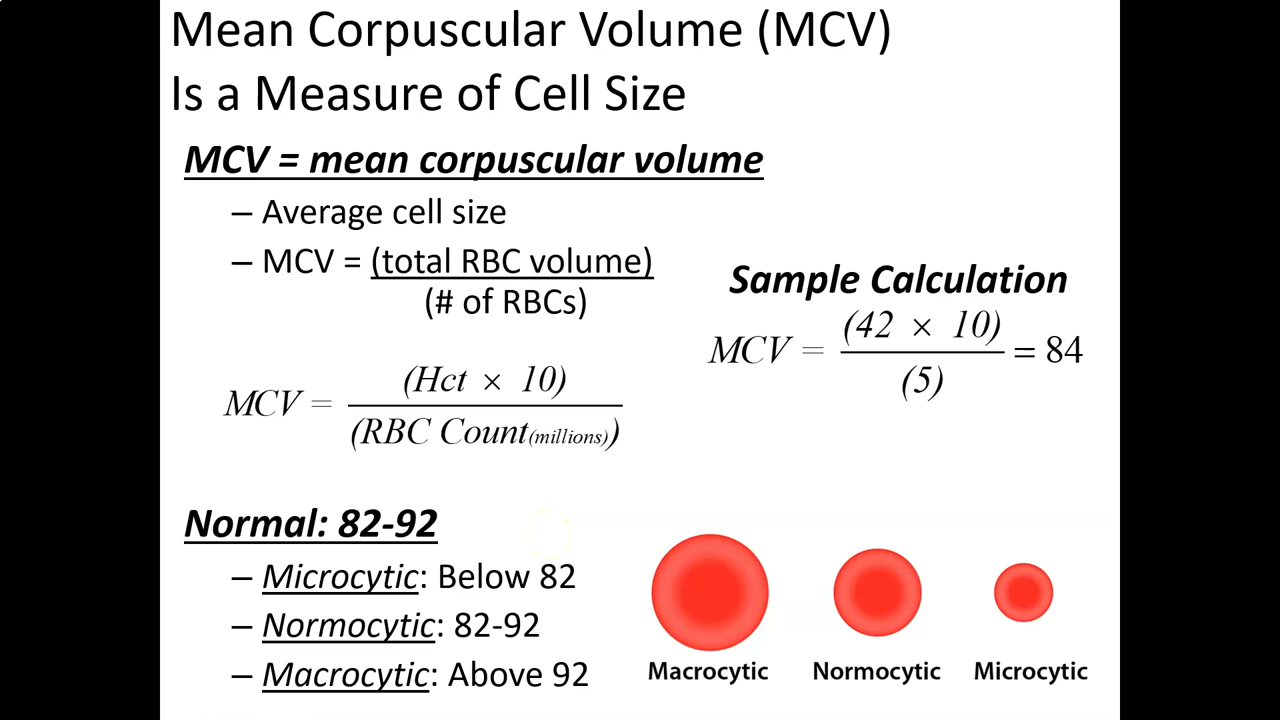 Mean Corpuscular Volume (MCV)
Is a Measure of Cell Size
MCV = mean corpuscular volume
– Average cell size
– MCV = (total RBC volume)
(# of RBCs)
MCV = (Hct × 10)
(RBC Count(millions))
Sample Calculation
MCV = (42 × 10) = 84
(5)
Normal: 82-92
– Microcytic: Below 82
– Normocytic: 82-92
– Macrocytic: Above 92
Macrocytic Normocytic Microcytic